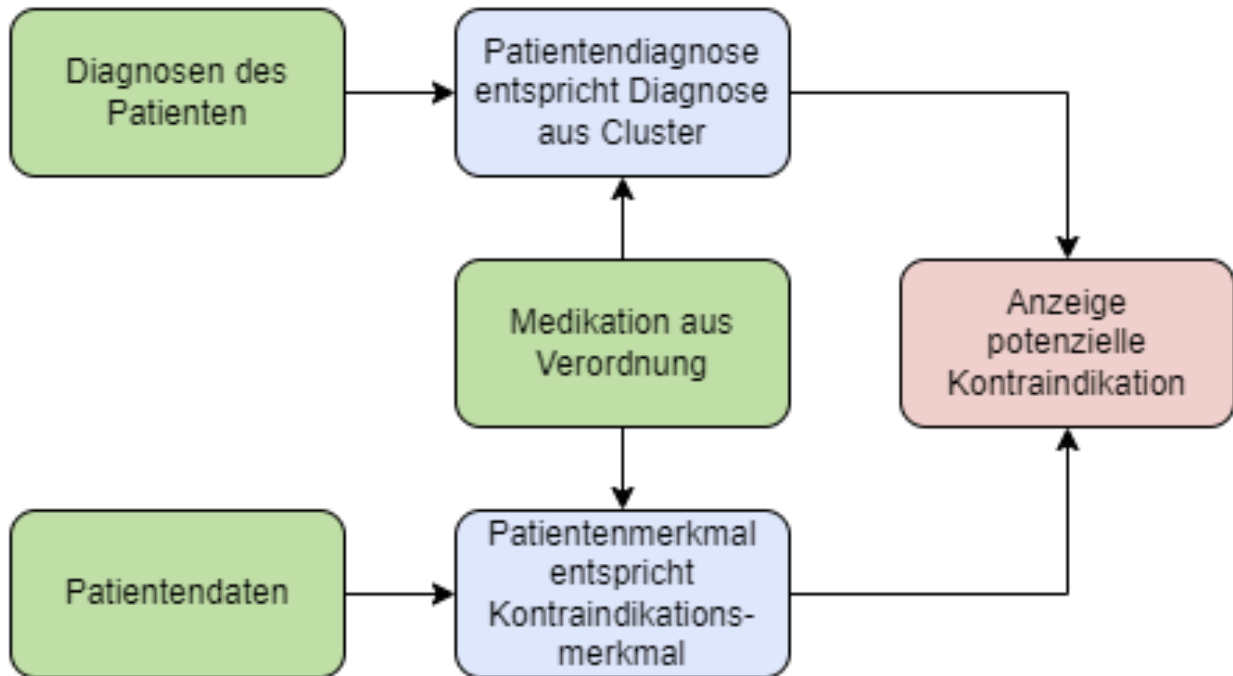 Diagnosen des
Patienten
Patientendiagnose
entspricht Diagnose
aus Cluster
Medikation aus
Verordnung
Anzeige
potenzielle
Kontraindikation
Patientendaten
Patientenmerkmal
entspricht
Kontraindikations-
merkmal